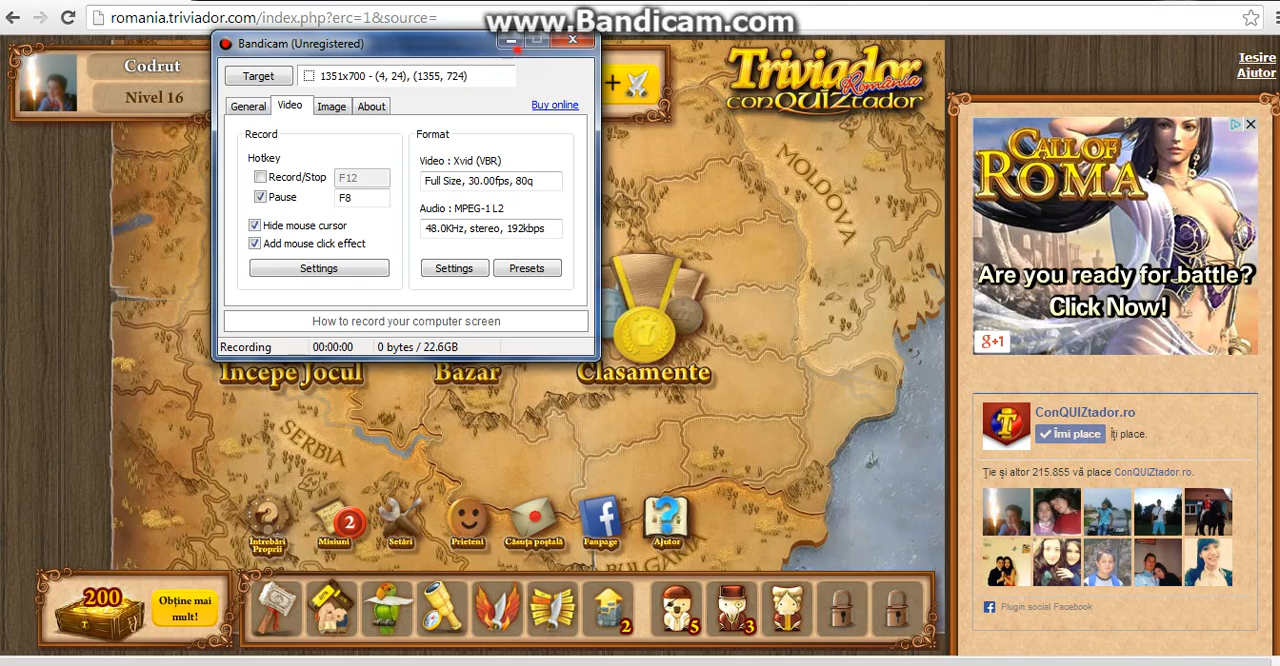 romania.triviador.com/index.php?erc=1&source=
www.Bandicam.com
Codrut
Nivel 16
Bandicam (Unregistered)
Target
1351x700 - (4, 24), (1355, 724)
General
Video
Image
About
Buy online
Record
Hotkey
Record/Stop
F12
Pause
F8
Hide mouse cursor
Add mouse click effect
Settings
Format
Video : Xvid (VBR)
Full Size, 30.00fps, 80q
Audio : MPEG-1 L2
48.0KHz, stereo, 192kbps
Settings
Presets
How to record your computer screen
Recording
00:00:00
0 bytes / 22.6GB
+
Triviador
România
conQUIZtador
Iesire
Ajutor
MOLDOVA
CALL OF
ROMA
Are you ready for battle?
Click Now!
g+1
Începe Jocul
Bazar
Clasamente
SERBIA
BULGARIA
ConQUIZtador.ro
Îmi place
Îţi place.
Ţie şi altor 215.855 vă place ConQUIZtador.ro.
Plugin social Facebook
Întrebări
Proprii
2
Misiuni
Setări
Prieteni
Căsuța poștală
Fanpage
?
Ajutor
200
Obține mai
mult!
2
5
3